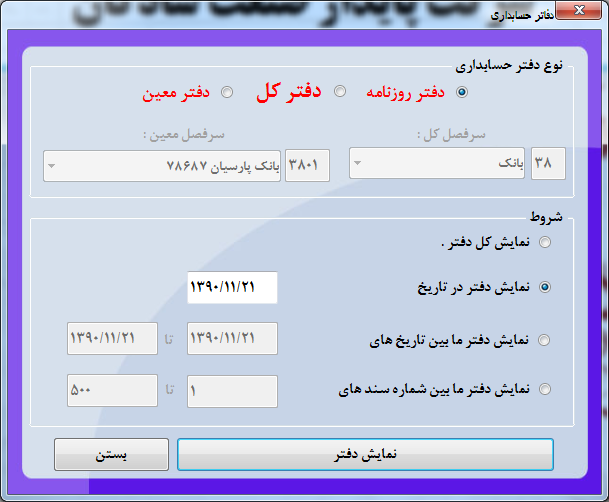 دفاتر حسابداری
نوع دفتر حسابداری
دفتر روزنامه دفتر کل دفتر معین
سرفصل کل : سرفصل معین :
۳۸ بانک ۳۸۰۱ بانک پارسیان ۷۸۶۸۷
شروط
نمایش کل دفتر .
نمایش دفتر در تاریخ ۱۳۹۰/۱۱/۲۱
نمایش دفتر ما بین تاریخ های ۱۳۹۰/۱۱/۲۱ تا ۱۳۹۰/۱۱/۲۱
نمایش دفتر ما بین شماره سند های ۱ تا ۵۰۰
نمایش دفتر بستن